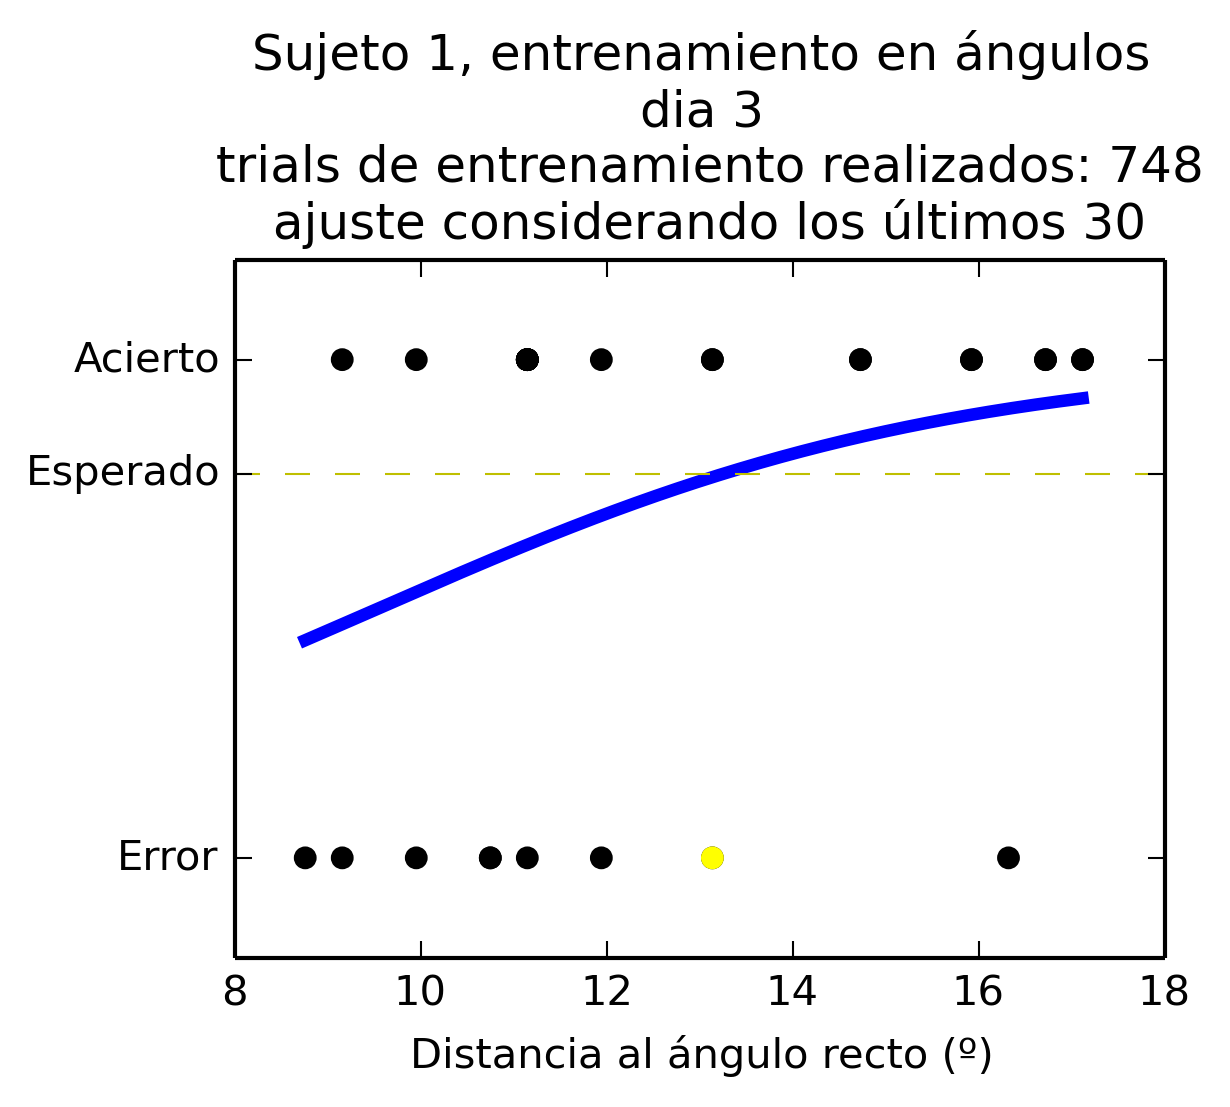 Sujeto 1, entrenamiento en ángulos
dia 3
trials de entrenamiento realizados: 748
ajuste considerando los últimos 30
Acierto
Esperado
Error
8 10 12 14 16 18
Distancia al ángulo recto (º)